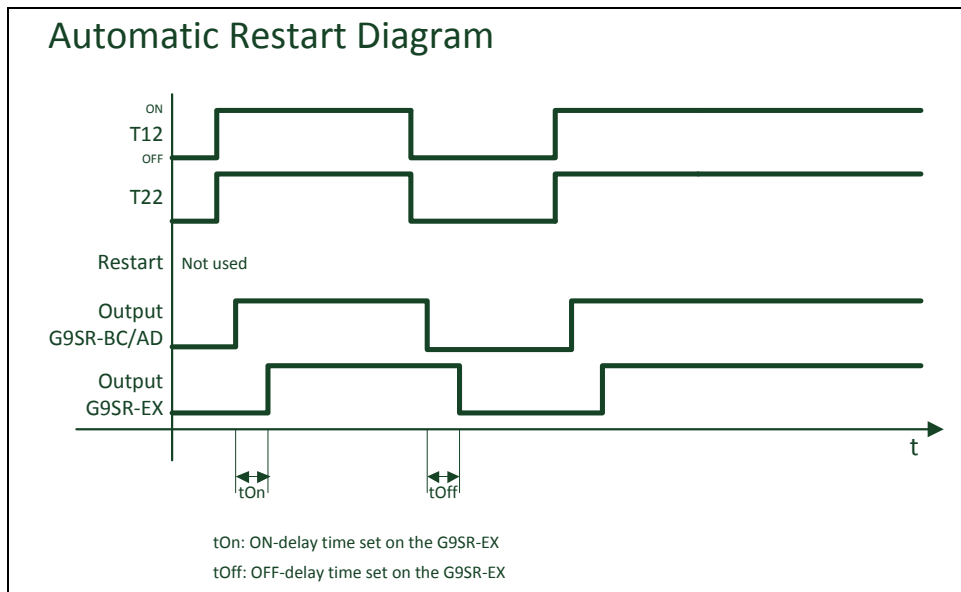 Automatic Restart Diagram
ON
T12
OFF
T22
Restart
Not used
Output
G9SR-BC/AD
Output
G9SR-EX
t
tOn
tOff
tOn: ON-delay time set on the G9SR-EX
tOff: OFF-delay time set on the G9SR-EX